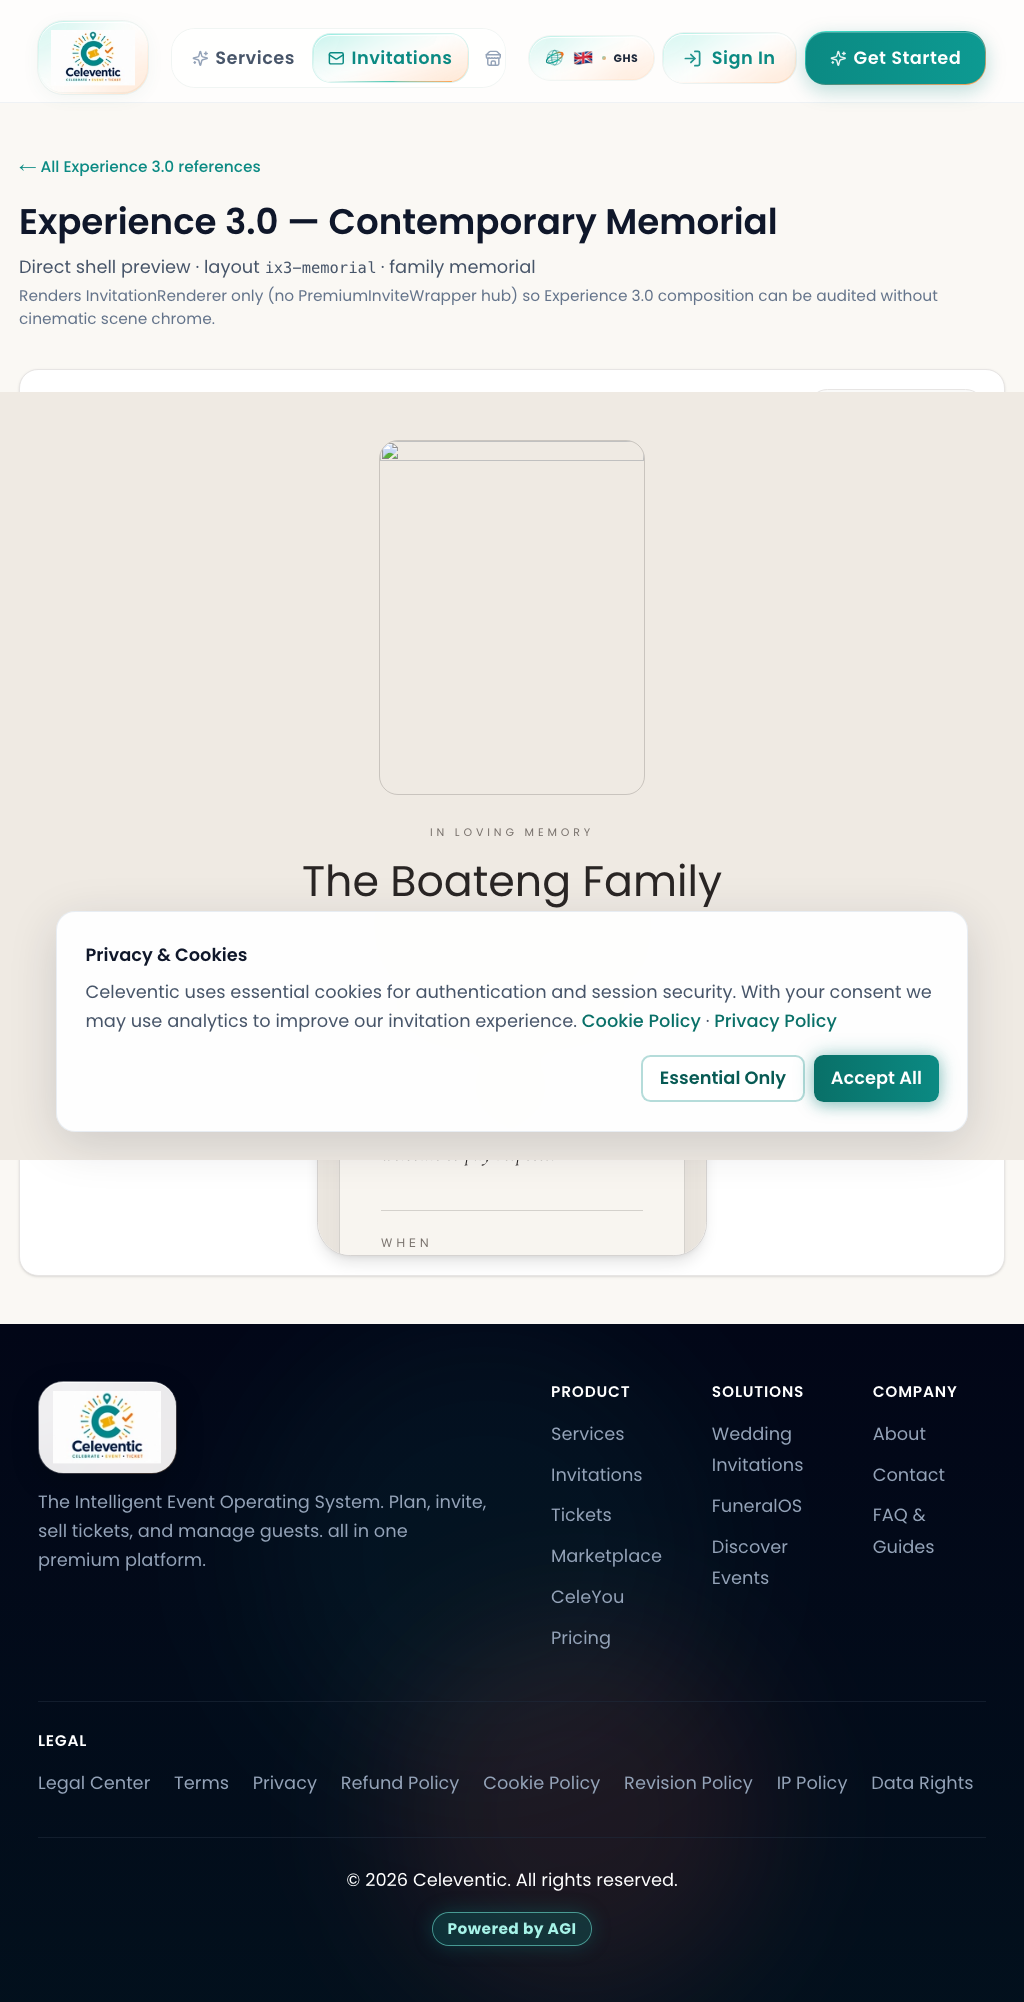 Celeventic
CELEBRATE • EVENT • TICKET
Services
Invitations
GHS
Sign In
Get Started
← All Experience 3.0 references
Experience 3.0 — Contemporary Memorial
Direct shell preview · layout ix3-memorial · family memorial
Renders InvitationRenderer only (no PremiumInviteWrapper hub) so Experience 3.0 composition can be audited without
cinematic scene chrome.
IN LOVING MEMORY
The Boateng Family
Privacy & Cookies
Celeventic uses essential cookies for authentication and session security. With your consent we
may use analytics to improve our invitation experience. Cookie Policy · Privacy Policy
Essential Only
Accept All
WHEN
Celeventic
CELEBRATE • EVENT • TICKET
The Intelligent Event Operating System. Plan, invite,
sell tickets, and manage guests. all in one
premium platform.
PRODUCT
Services
Invitations
Tickets
Marketplace
CeleYou
Pricing
SOLUTIONS
Wedding
Invitations
FuneralOS
Discover
Events
COMPANY
About
Contact
FAQ &
Guides
LEGAL
Legal Center
Terms
Privacy
Refund Policy
Cookie Policy
Revision Policy
IP Policy
Data Rights
© 2026 Celeventic. All rights reserved.
Powered by AGI